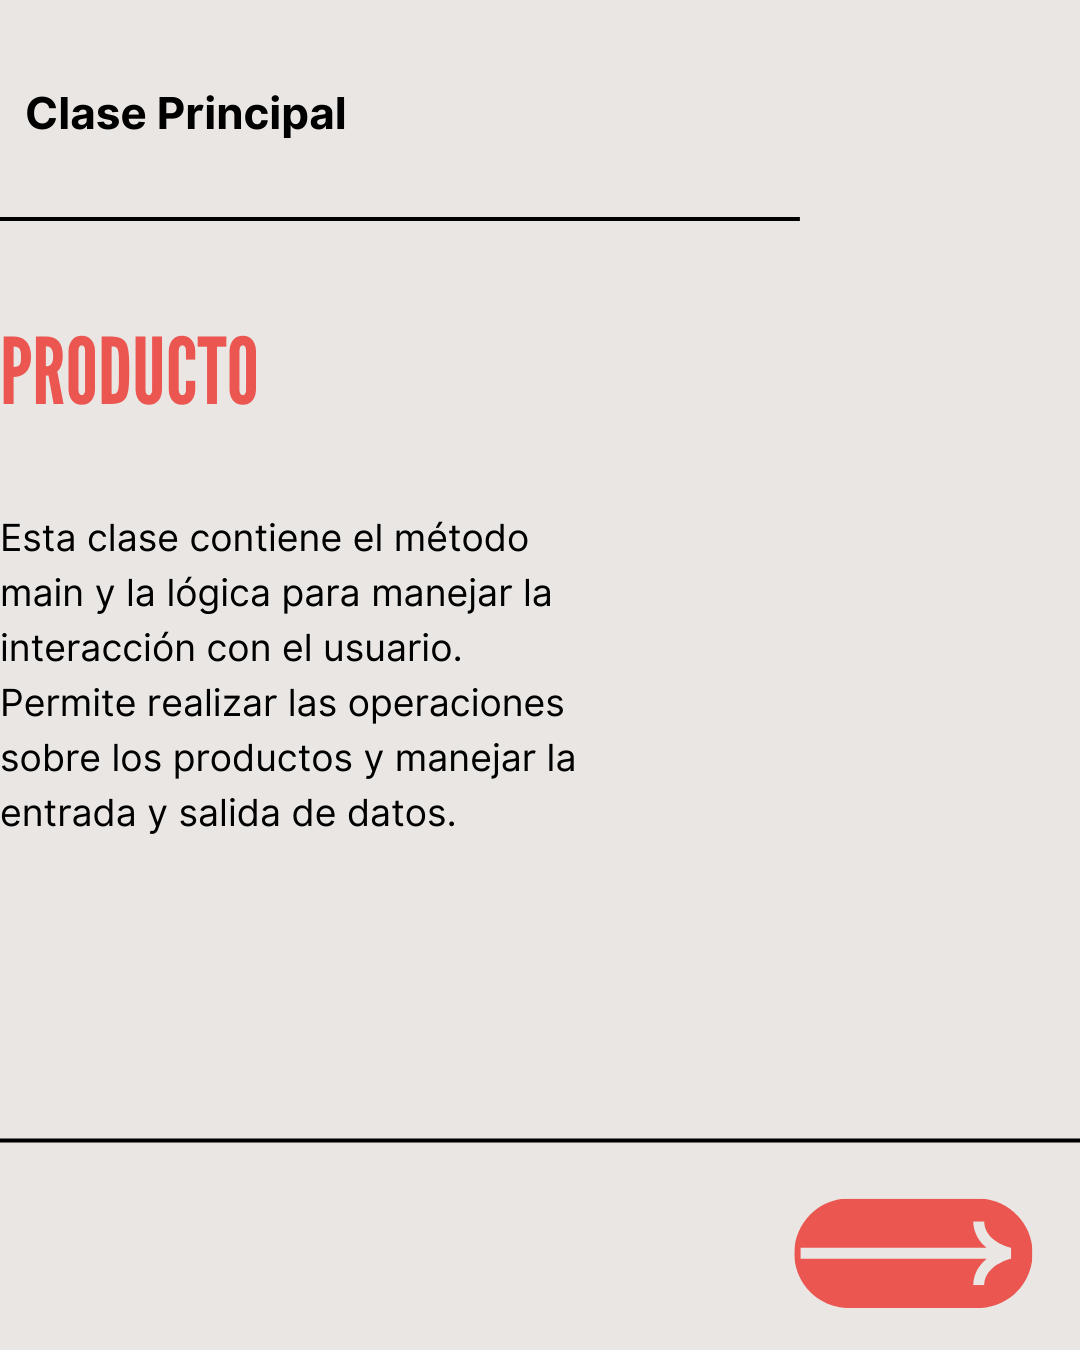 Clase Principal
PRODUCTO
Esta clase contiene el método
main y la lógica para manejar la
interacción con el usuario.
Permite realizar las operaciones
sobre los productos y manejar la
entrada y salida de datos.